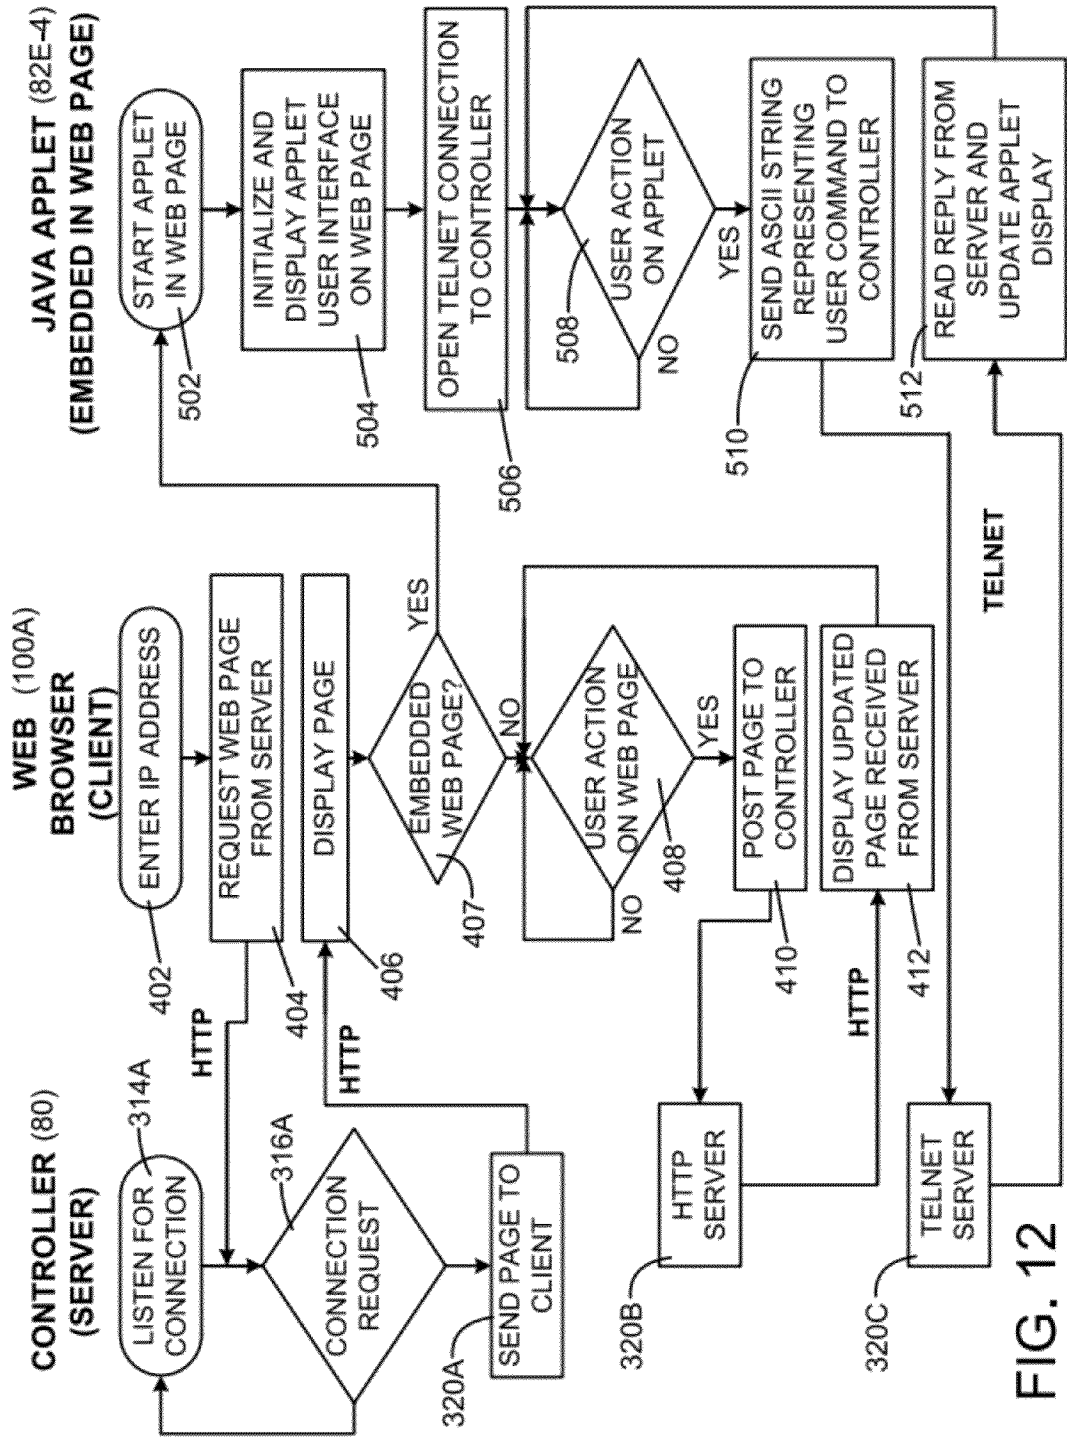 CONTROLLER (80)
(SERVER)
LISTEN FOR
CONNECTION
314A
HTTP
CONNECTION
REQUEST
316A
SEND PAGE TO
CLIENT
320A
HTTP
HTTP
SERVER
320B
HTTP
TELNET
SERVER
320C
WEB (100A)
BROWSER
(CLIENT)
ENTER IP ADDRESS
402
REQUEST WEB PAGE
FROM SERVER
404
DISPLAY PAGE
406
EMBEDDED
WEB PAGE?
407
YES
NO
USER ACTION
ON WEB PAGE
408
NO
YES
POST PAGE TO
CONTROLLER
410
DISPLAY UPDATED
PAGE RECEIVED
FROM SERVER
412
JAVA APPLET (82E-4)
(EMBEDDED IN WEB PAGE)
START APPLET
IN WEB PAGE
502
INITIALIZE AND
DISPLAY APPLET
USER INTERFACE
ON WEB PAGE
504
OPEN TELNET CONNECTION
TO CONTROLLER
506
USER ACTION
ON APPLET
508
NO
YES
SEND ASCII STRING
REPRESENTING
USER COMMAND TO
CONTROLLER
510
READ REPLY FROM
SERVER AND
UPDATE APPLET
DISPLAY
512
TELNET
FIG. 12